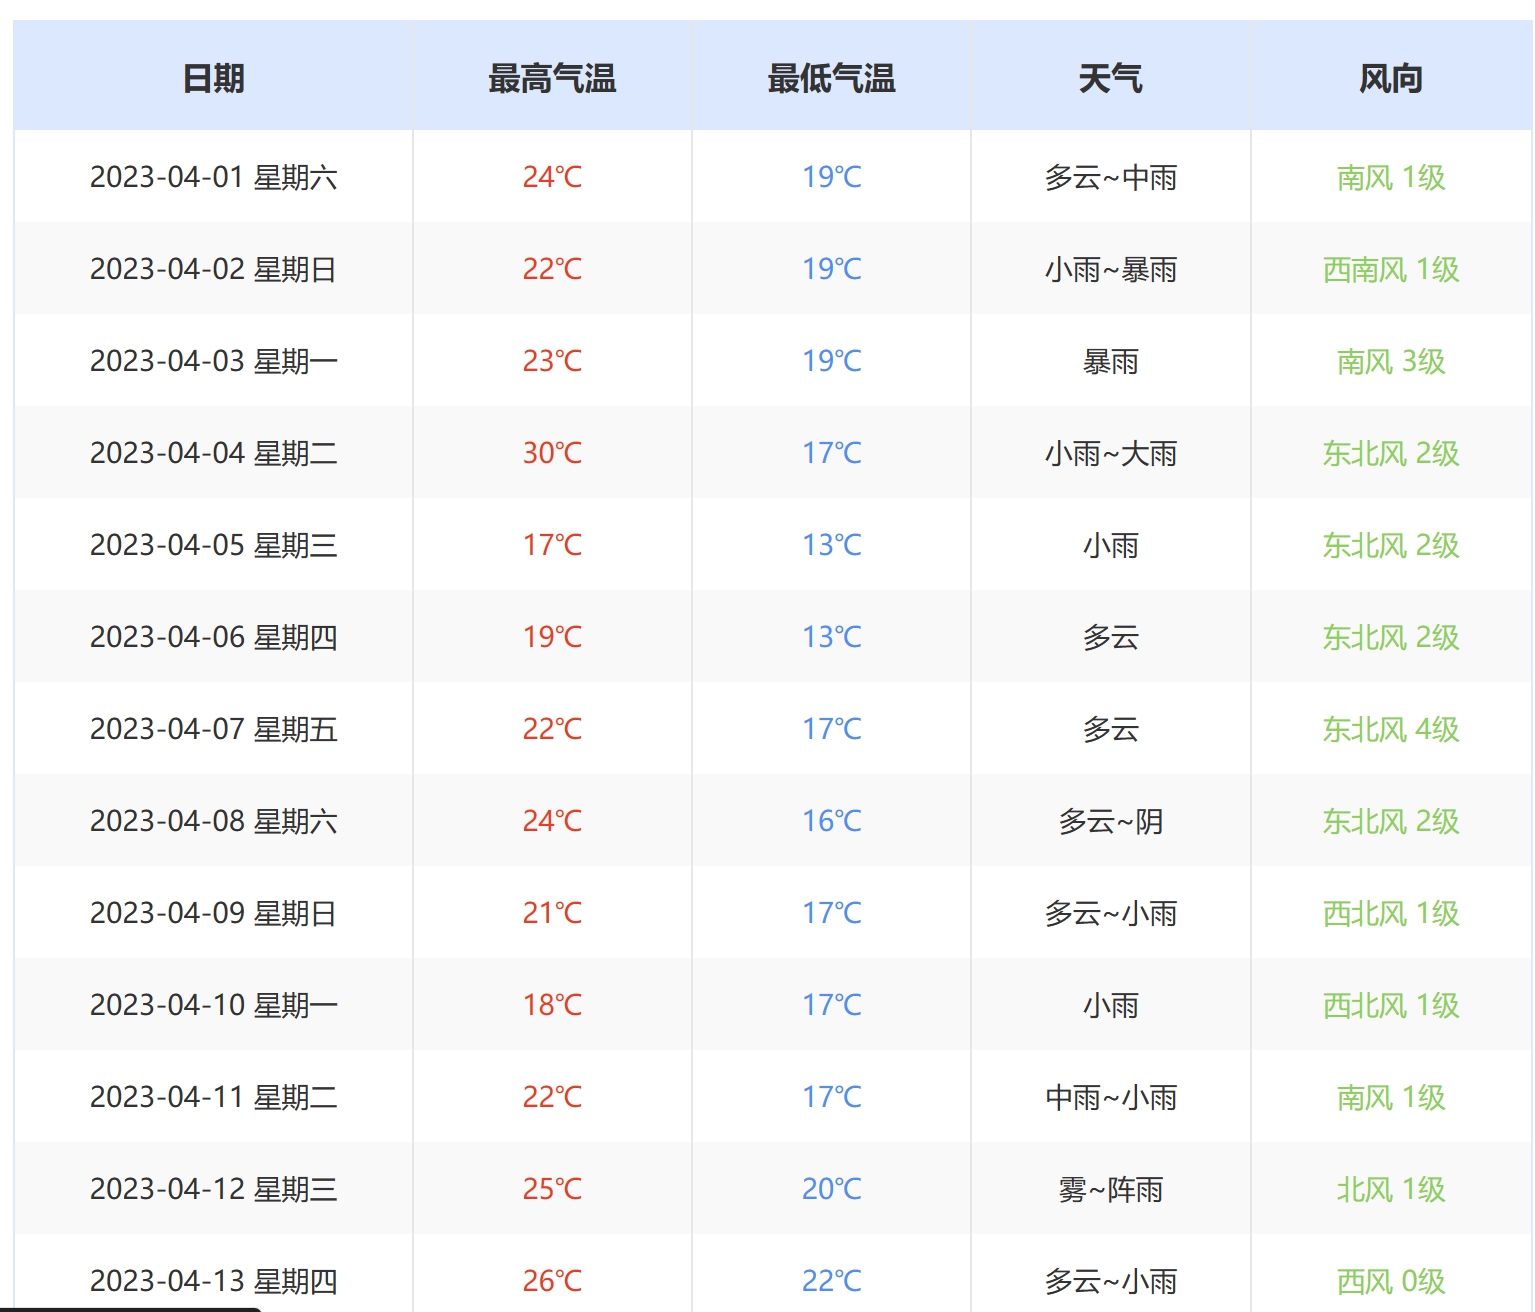 日期 最高气温 最低气温 天气 风向
2023-04-01 星期六 24℃ 19℃ 多云~中雨 南风 1级
2023-04-02 星期日 22℃ 19℃ 小雨~暴雨 西南风 1级
2023-04-03 星期一 23℃ 19℃ 暴雨 南风 3级
2023-04-04 星期二 30℃ 17℃ 小雨~大雨 东北风 2级
2023-04-05 星期三 17℃ 13℃ 小雨 东北风 2级
2023-04-06 星期四 19℃ 13℃ 多云 东北风 2级
2023-04-07 星期五 22℃ 17℃ 多云 东北风 4级
2023-04-08 星期六 24℃ 16℃ 多云~阴 东北风 2级
2023-04-09 星期日 21℃ 17℃ 多云~小雨 西北风 1级
2023-04-10 星期一 18℃ 17℃ 小雨 西北风 1级
2023-04-11 星期二 22℃ 17℃ 中雨~小雨 南风 1级
2023-04-12 星期三 25℃ 20℃ 雾~阵雨 北风 1级
2023-04-13 星期四 26℃ 22℃ 多云~小雨 西风 0级